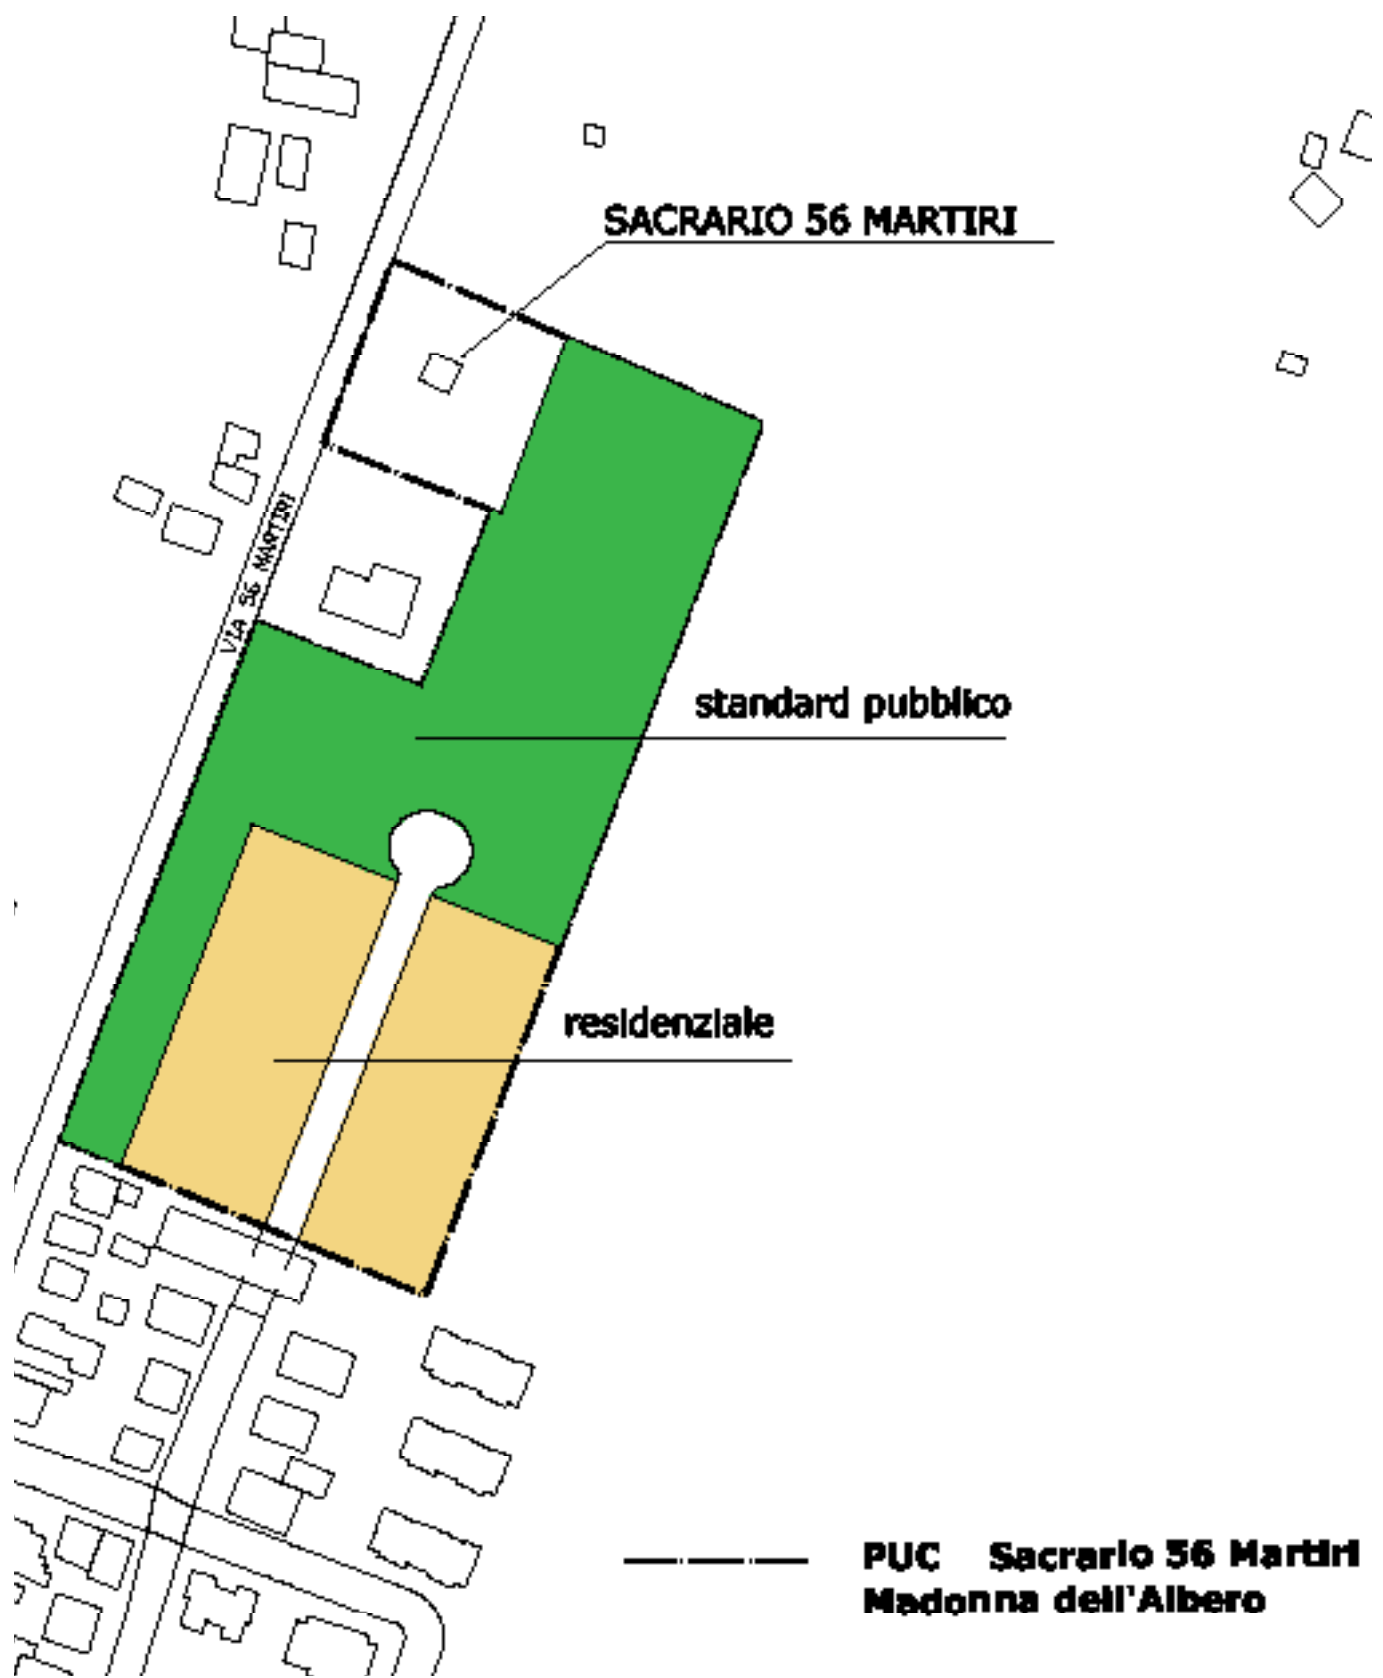 SACRARIO 56 MARTIRI
VIA 56 MARTIRI
standard pubblico
residenziale
PUC Sacrario 56 Martiri
Madonna dell'Albero